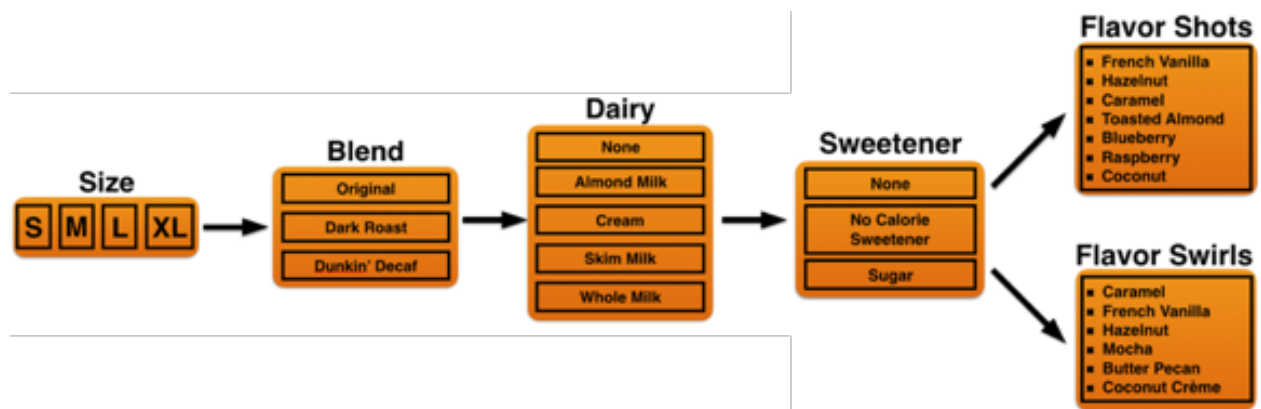 Size
S M L XL
Blend
Original
Dark Roast
Dunkin' Decaf
Dairy
None
Almond Milk
Cream
Skim Milk
Whole Milk
Sweetener
None
No Calorie
Sweetener
Sugar
Flavor Shots
French Vanilla
Hazelnut
Caramel
Toasted Almond
Blueberry
Raspberry
Coconut
Flavor Swirls
Caramel
French Vanilla
Hazelnut
Mocha
Butter Pecan
Coconut Crème